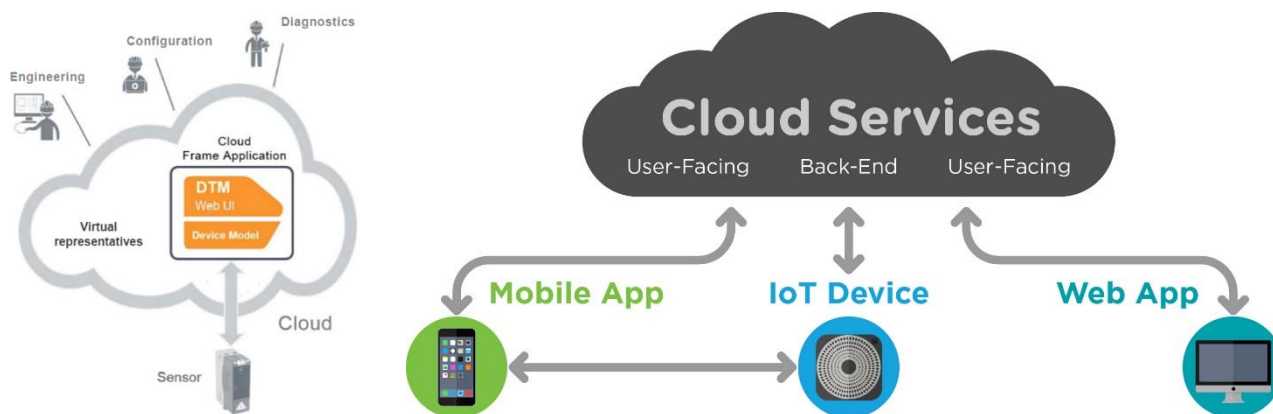 Diagnostics
Configuration
Engineering
Cloud
Frame Application
DTM
Web UI
Device Model
Virtual
representatives
Cloud
Sensor
Cloud Services
User-Facing Back-End User-Facing
Mobile App IoT Device Web App